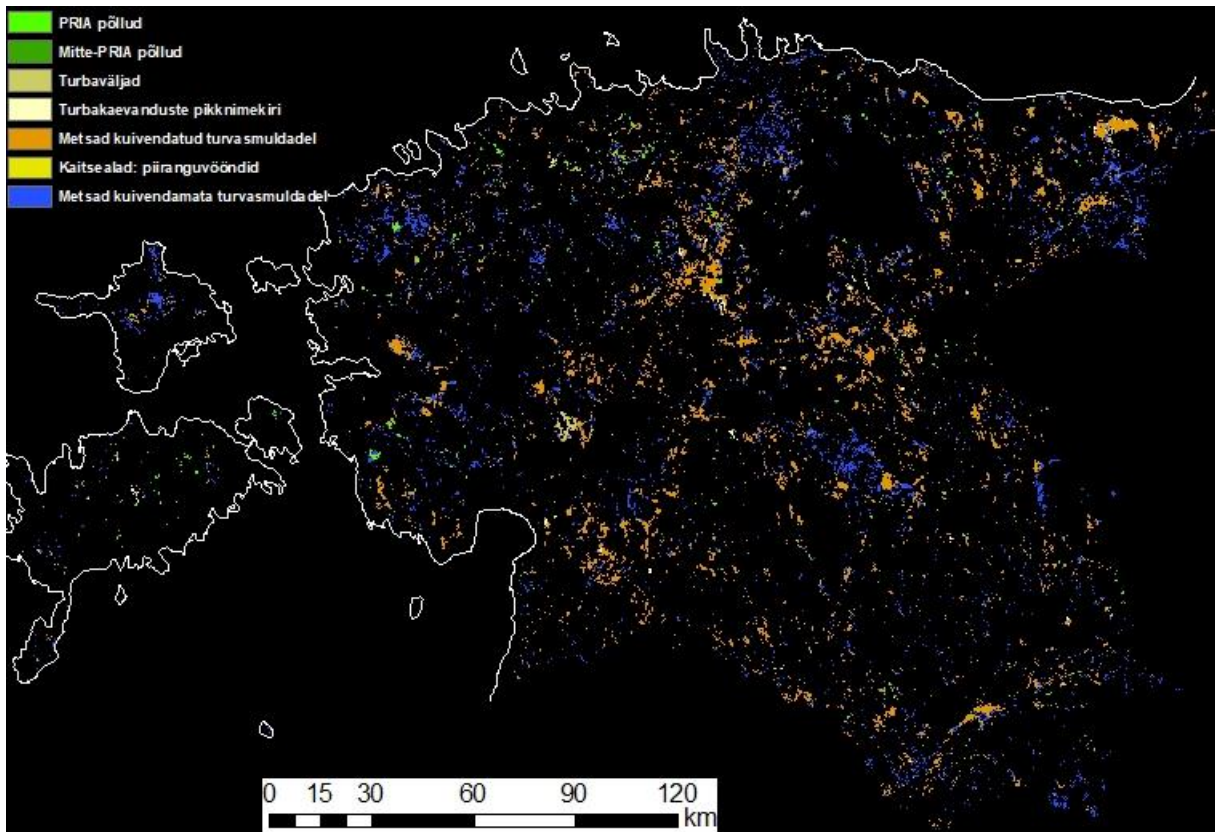 PRIA põllud
Mitte-PRIA põllud
Turbaväljad
Turbakaevanduste pikknimekiri
Metsad kuivendatud turvasmuldadel
Kaitsealad: piiranguvööndid
Metsad kuivendamata turvasmuldadel
0 15 30 60 90 120
km